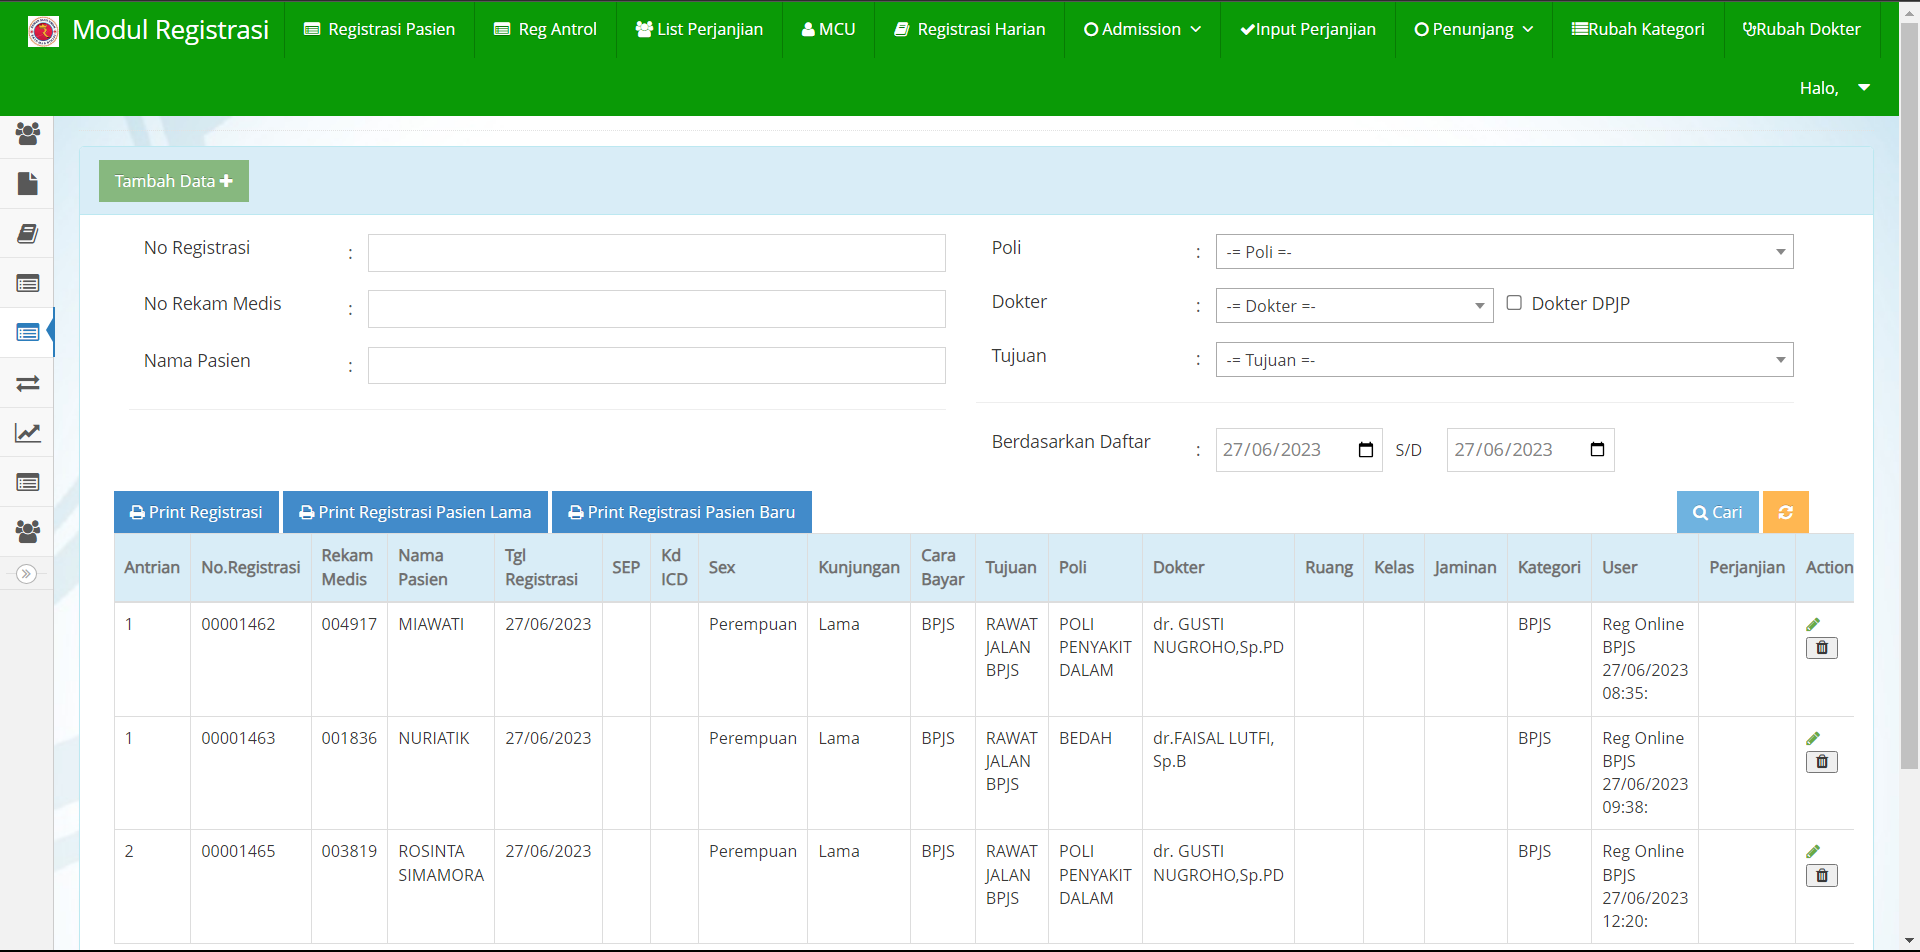 Modul Registrasi
Registrasi Pasien
Reg Antrol
List Perjanjian
MCU
Registrasi Harian
Admission
Input Perjanjian
Penunjang
Rubah Kategori
Rubah Dokter
Halo,
Tambah Data
No Registrasi :
No Rekam Medis :
Nama Pasien :
Poli : -= Poli =-
Dokter : -= Dokter =- Dokter DPJP
Tujuan : -= Tujuan =-
Berdasarkan Daftar : 27/06/2023 S/D 27/06/2023
Print Registrasi
Print Registrasi Pasien Lama
Print Registrasi Pasien Baru
Cari
Antrian
No.Registrasi
Rekam
Medis
Nama
Pasien
Tgl
Registrasi
SEP
Kd
ICD
Sex
Kunjungan
Cara
Bayar
Tujuan
Poli
Dokter
Ruang
Kelas
Jaminan
Kategori
User
Perjanjian
Action
1
00001462
004917
MIAWATI
27/06/2023
Perempuan
Lama
BPJS
RAWAT
JALAN
BPJS
POLI
PENYAKIT
DALAM
dr. GUSTI
NUGROHO,Sp.PD
BPJS
Reg Online
BPJS
27/06/2023
08:35:
1
00001463
001836
NURIATIK
27/06/2023
Perempuan
Lama
BPJS
RAWAT
JALAN
BPJS
BEDAH
dr.FAISAL LUTFI,
Sp.B
BPJS
Reg Online
BPJS
27/06/2023
09:38:
2
00001465
003819
ROSINTA
SIMAMORA
27/06/2023
Perempuan
Lama
BPJS
RAWAT
JALAN
BPJS
POLI
PENYAKIT
DALAM
dr. GUSTI
NUGROHO,Sp.PD
BPJS
Reg Online
BPJS
27/06/2023
12:20: